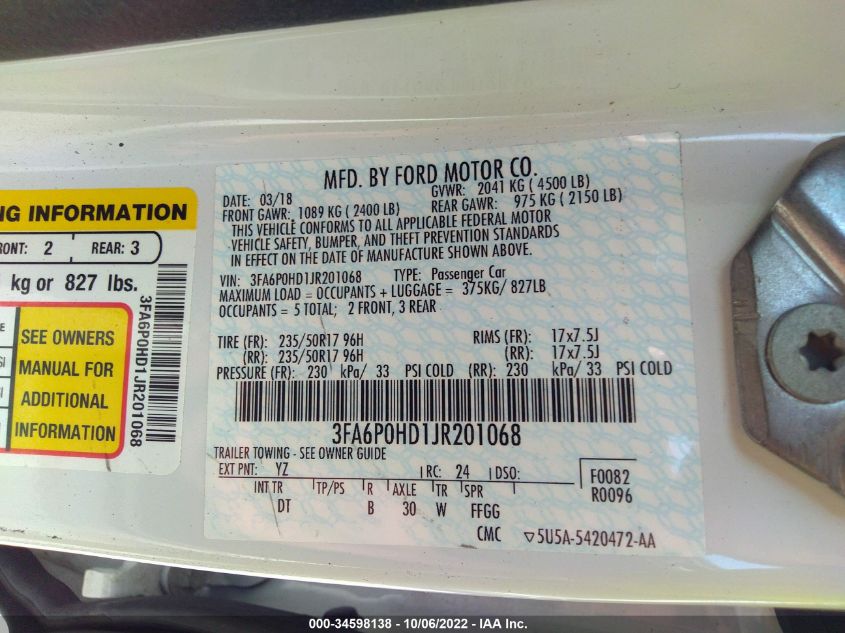 NG INFORMATION
RONT: 2 REAR: 3
kg or 827 lbs.
SEE OWNERS
MANUAL FOR
ADDITIONAL
INFORMATION
3FA6P0HD1JR201068
MFD. BY FORD MOTOR CO.
DATE: 03/18 GVWR: 2041 KG ( 4500 LB)
FRONT GAWR: 1089 KG ( 2400 LB) REAR GAWR: 975 KG ( 2150 LB)
THIS VEHICLE CONFORMS TO ALL APPLICABLE FEDERAL MOTOR
VEHICLE SAFETY, BUMPER, AND THEFT PREVENTION STANDARDS
IN EFFECT ON THE DATE OF MANUFACTURE SHOWN ABOVE.
VIN: 3FA6P0HD1JR201068 TYPE: Passenger Car
MAXIMUM LOAD = OCCUPANTS + LUGGAGE = 375KG/ 827LB
OCCUPANTS = 5 TOTAL; 2 FRONT, 3 REAR
TIRE (FR): 235/50R17 96H RIMS (FR): 17x7.5J
(RR): 235/50R17 96H (RR): 17x7.5J
PRESSURE (FR): 230 kPa/ 33 PSI COLD (RR): 230 kPa/ 33 PSI COLD
3FA6P0HD1JR201068
TRAILER TOWING - SEE OWNER GUIDE
EXT PNT: YZ RC: 24 DSO:
F0082
R0096
INT TR TP/PS R AXLE TR SPR
DT B 30 W FFGG
CMC ▽5U5A-5420472-AA
000-34598138 - 10/06/2022 - IAA Inc.